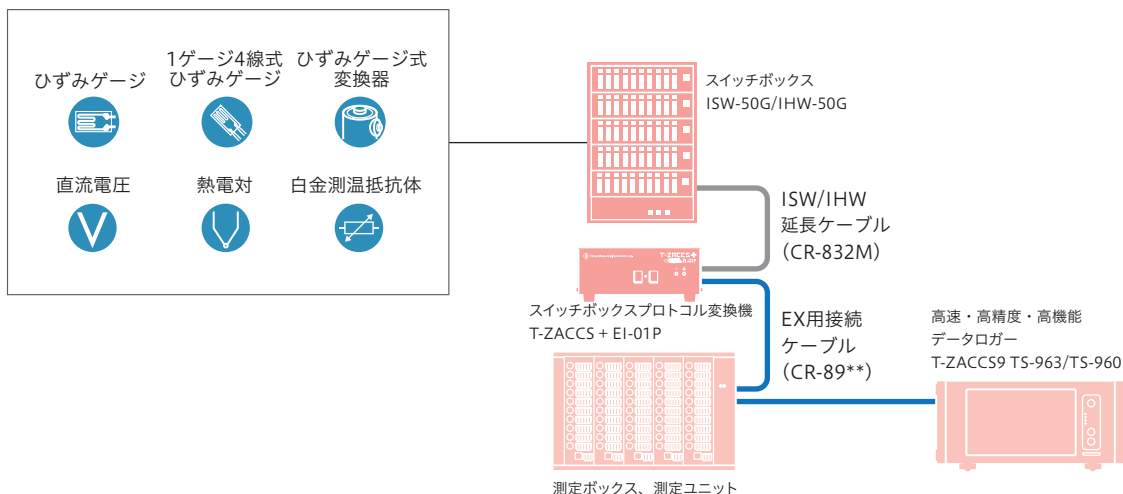 ひずみゲージ
1ゲージ4線式
ひずみゲージ
ひずみゲージ式
変換器
直流電圧
熱電対
白金測温抵抗体
スイッチボックス
ISW-50G/IHW-50G
ISW/IHW
延長ケーブル
（CR-832M）
T-ZACCS+
EI-01P
スイッチボックスプロトコル変換機
T-ZACCS + EI-01P
EX用接続
ケーブル
（CR-89**）
高速・高精度・高機能
データロガー
T-ZACCS9 TS-963/TS-960
測定ボックス、測定ユニット